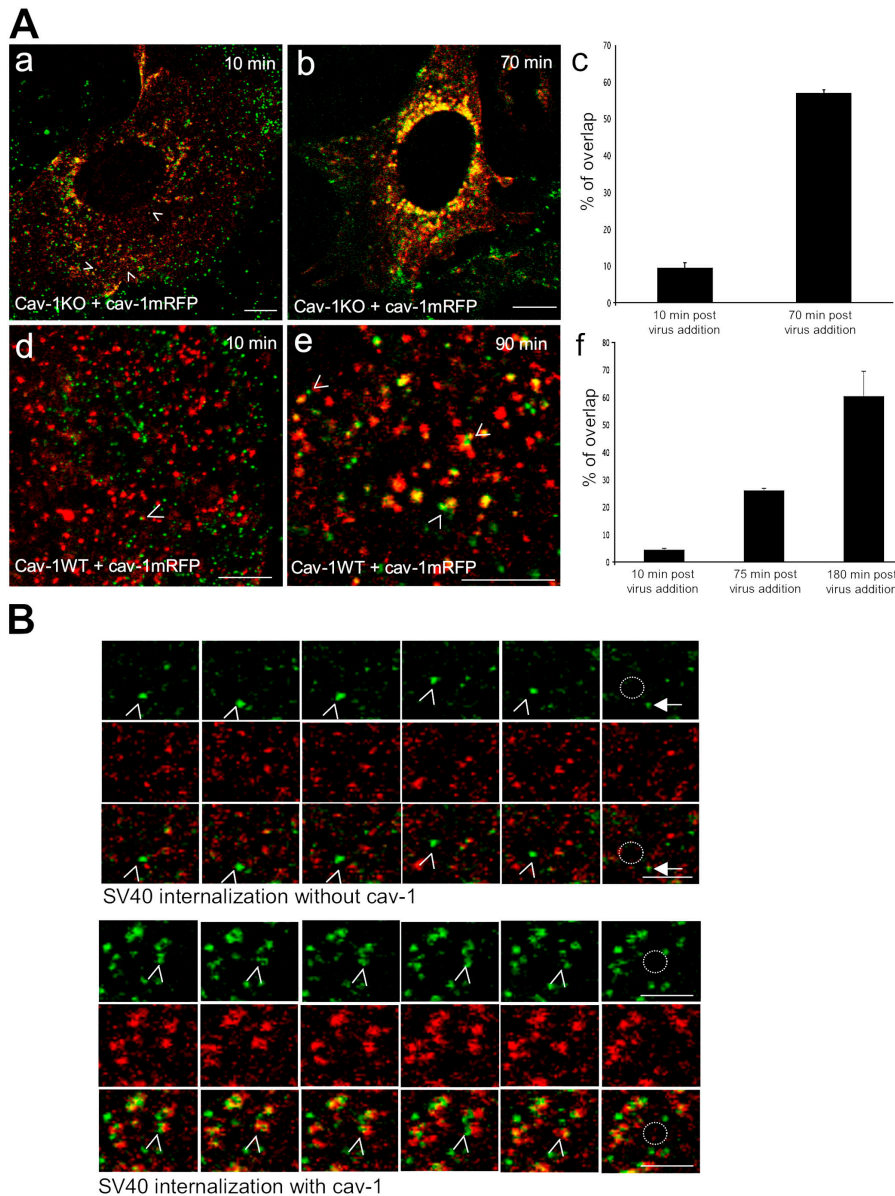 A
a
10 min
Cav-1KO + cav-1mRFP
b
70 min
Cav-1KO + cav-1mRFP
c
% of overlap
70
60
50
40
30
20
10
0
10 min post
virus addition
70 min post
virus addition
d
10 min
Cav-1WT + cav-1mRFP
e
90 min
Cav-1WT + cav-1mRFP
f
% of overlap
80
70
60
50
40
30
20
10
0
10 min post
virus addition
75 min post
virus addition
180 min post
virus addition
B
SV40 internalization without cav-1
SV40 internalization with cav-1